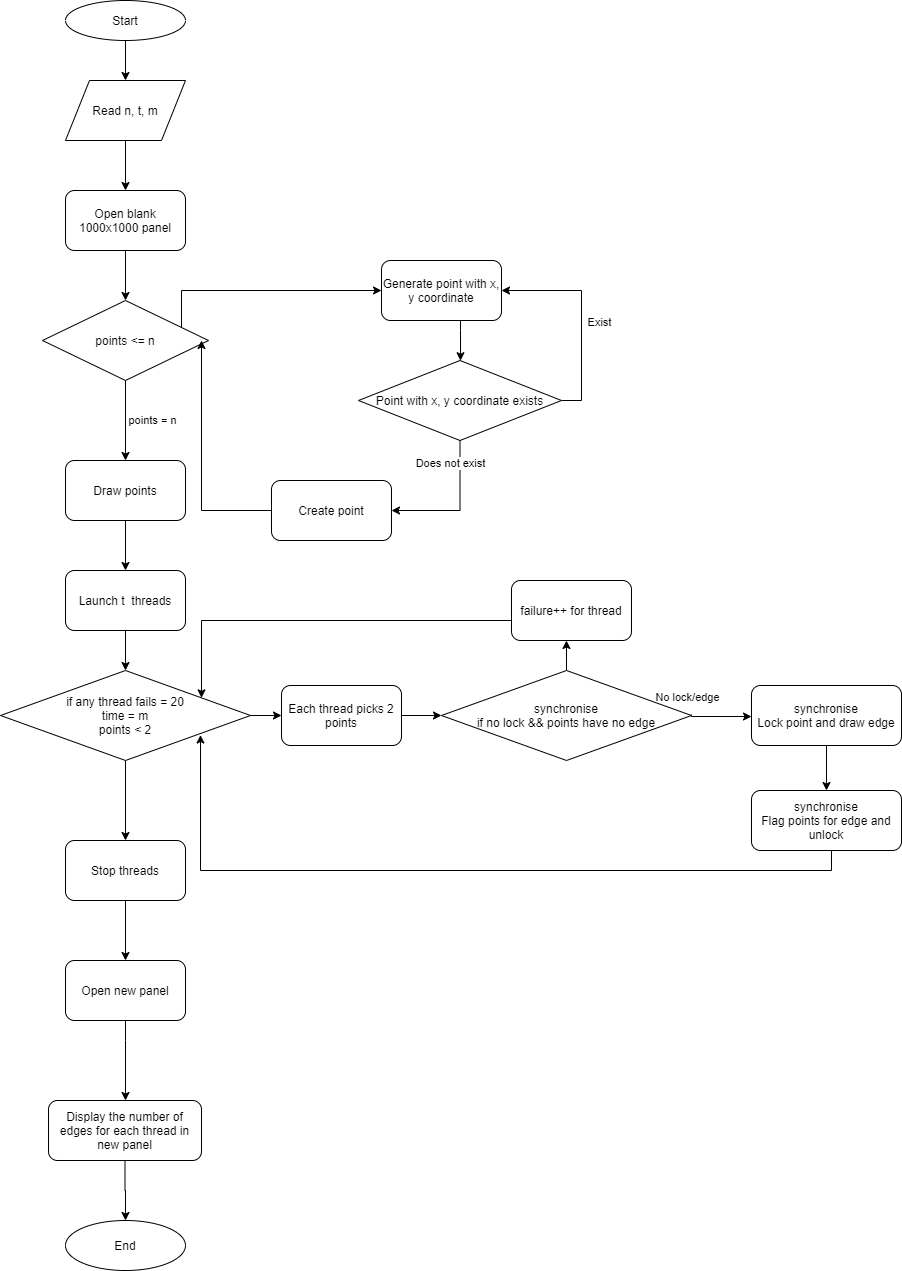 Start
Read n, t, m
Open blank
1000x1000 panel
Generate point with x,
y coordinate
Exist
points <= n
Point with x, y coordinate exists
points = n
Does not exist
Draw points
Create point
Launch t  threads
failure++ for thread
if any thread fails = 20
time = m
points < 2
Each thread picks 2
points
synchronise
if no lock && points have no edge
No lock/edge
synchronise
Lock point and draw edge
synchronise
Flag points for edge and
unlock
Stop threads
Open new panel
Display the number of
edges for each thread in
new panel
End